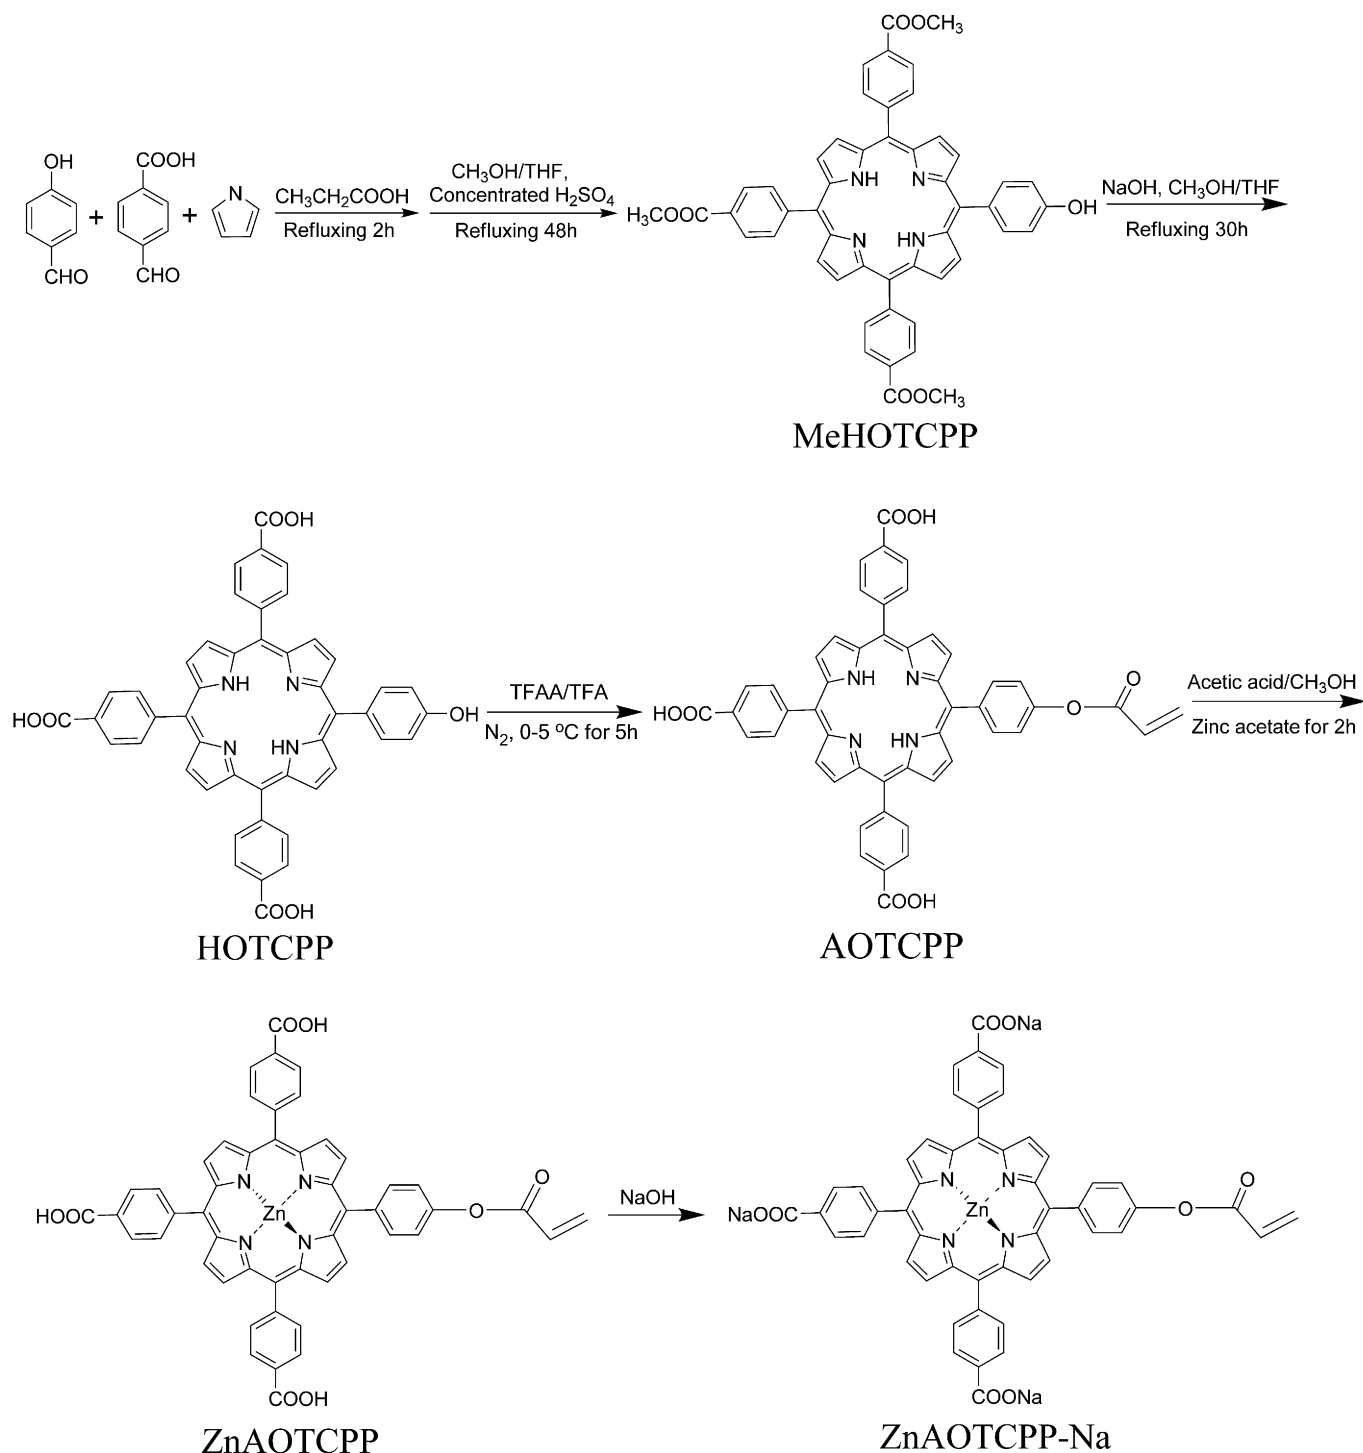 COOCH3
OH
COOH
N
CH3CH2COOH
Refluxing 2h
CH3OH/THF,
Concentrated H2SO4
Refluxing 48h
+
+
CHO
CHO
NH
N
H3COOC
OH
N
HN
NaOH, CH3OH/THF
Refluxing 30h
COOCH3
MeHOTCPP
COOH
NH
N
HOOC
OH
N
HN
COOH
HOTCPP
TFAA/TFA
N2, 0-5 ºC for 5h
COOH
NH
N
HOOC
O
O
N
HN
COOH
AOTCPP
Acetic acid/CH3OH
Zinc acetate for 2h
COOH
N
N
HOOC
Zn
O
O
N
N
COOH
ZnAOTCPP
NaOH
COONa
N
N
NaOOC
Zn
O
O
N
N
COONa
ZnAOTCPP-Na